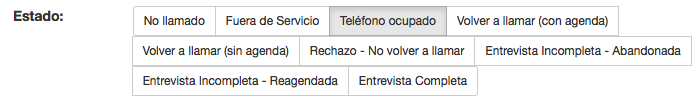 Estado: No llamado Fuera de Servicio Teléfono ocupado Volver a llamar (con agenda)
Volver a llamar (sin agenda) Rechazo - No volver a llamar Entrevista Incompleta - Abandonada
Entrevista Incompleta - Reagendada Entrevista Completa